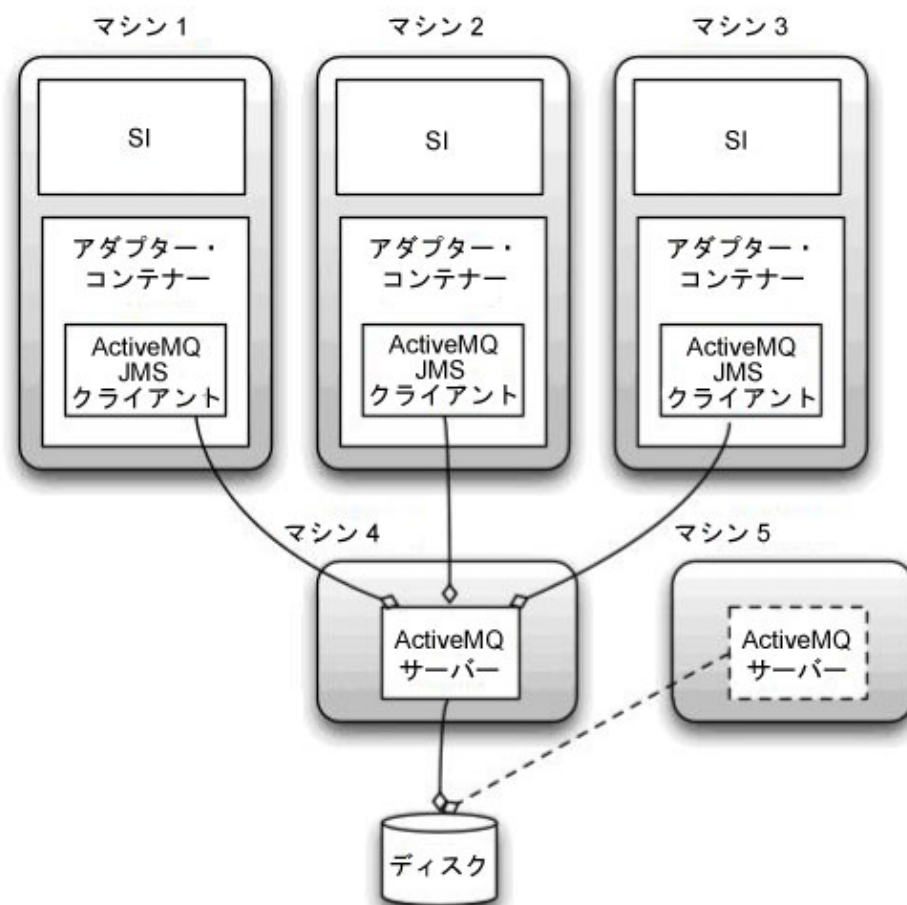 マシン 1
マシン 2
マシン 3
SI
SI
SI
アダプター・
コンテナー
アダプター・
コンテナー
アダプター・
コンテナー
ActiveMQ
JMS
クライアント
ActiveMQ
JMS
クライアント
ActiveMQ
JMS
クライアント
マシン 4
マシン 5
ActiveMQ
サーバー
ActiveMQ
サーバー
ディスク